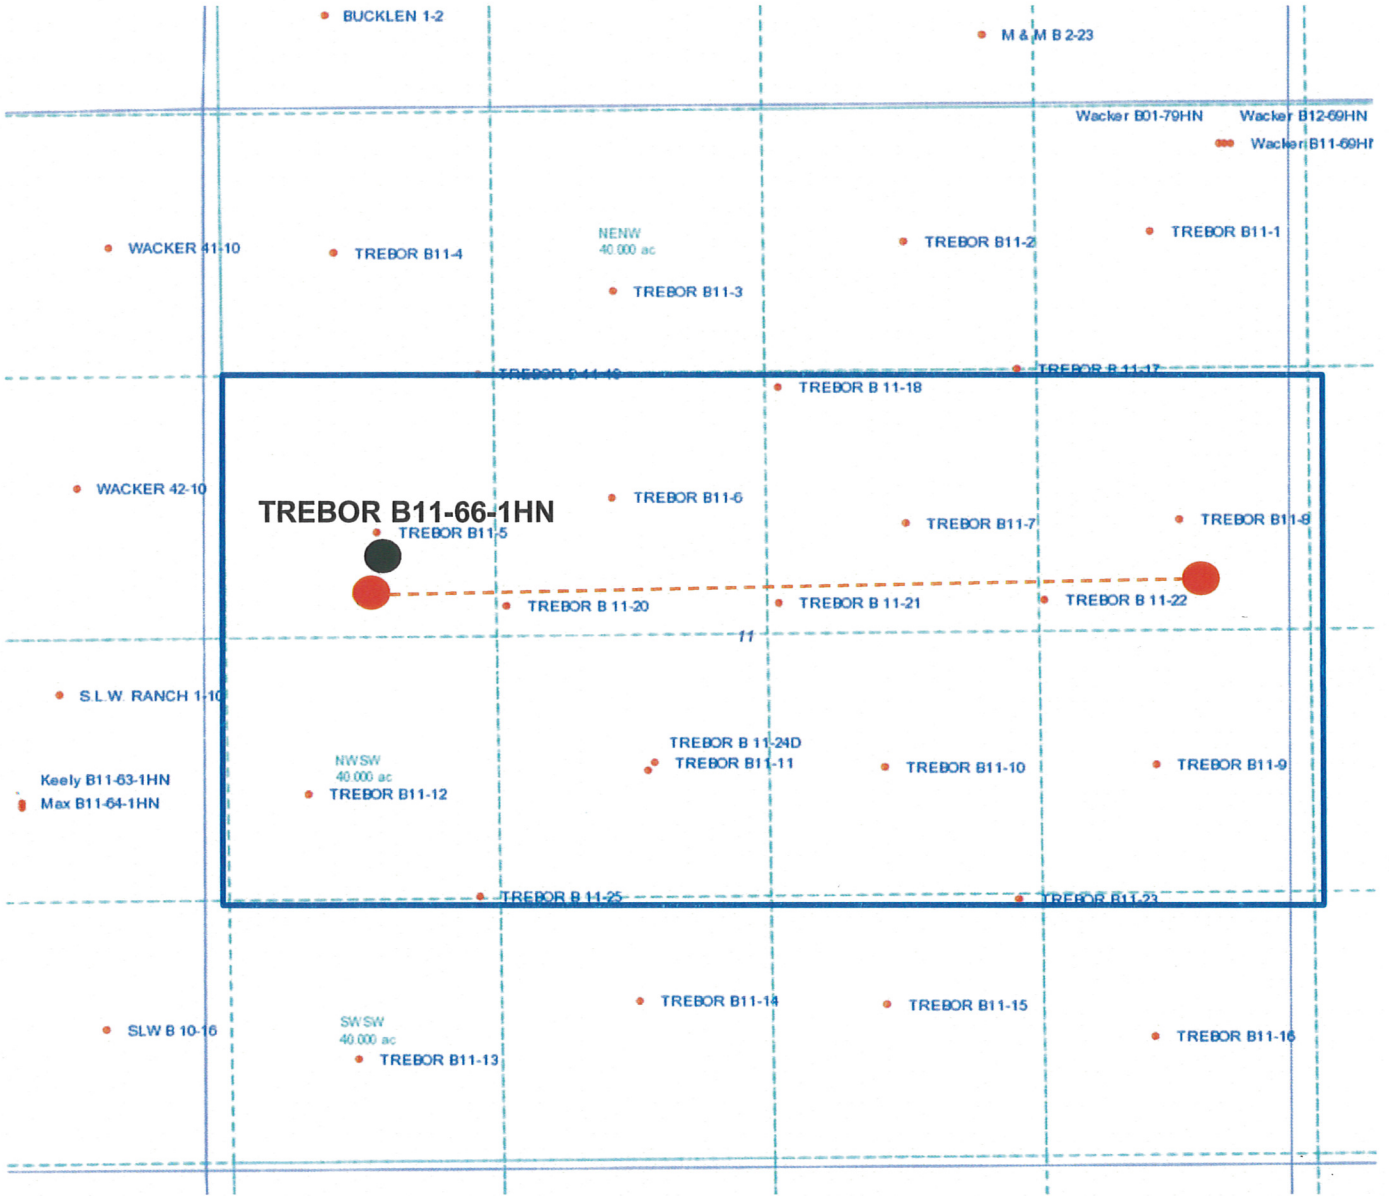 BUCKLEN 1-2
M & M B 2-23
Wacker B01-79HN
Wacker B12-69HN
Wacker B11-69HN
NENW
40.000 ac
WACKER 41-10
TREBOR B11-4
TREBOR B11-2
TREBOR B11-1
TREBOR B11-3
TREBOR B 11-17
TREBOR B 11-18
WACKER 42-10
TREBOR B11-66-1HN
TREBOR B11-6
TREBOR B11-5
TREBOR B11-7
TREBOR B11-8
TREBOR B 11-20
TREBOR B 11-21
TREBOR B 11-22
11
S.L.W. RANCH 1-10
TREBOR B 11-24D
TREBOR B11-11
NWSW
40.000 ac
TREBOR B11-10
TREBOR B11-9
Keely B11-63-1HN
TREBOR B11-12
Max B11-64-1HN
TREBOR B 11-25
TREBOR B11-23
TREBOR B11-14
TREBOR B11-15
SWSW
40.000 ac
SLW B 10-16
TREBOR B11-16
TREBOR B11-13